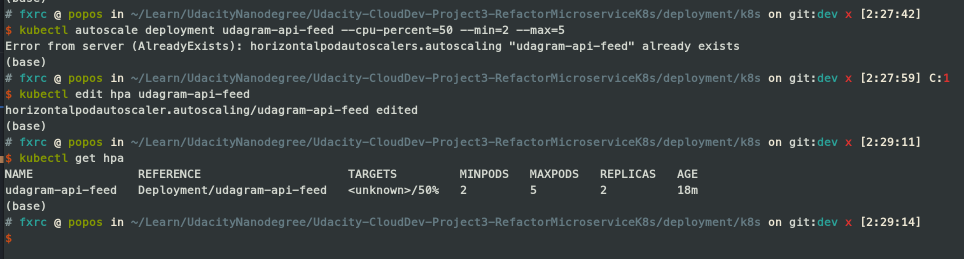 (base)
# fxrc @ popos in ~/Learn/UdacityNanodegree/Udacity-CloudDev-Project3-RefactorMicroserviceK8s/deployment/k8s on git:dev x [2:27:42]
$ kubectl autoscale deployment udagram-api-feed --cpu-percent=50 --min=2 --max=5
Error from server (AlreadyExists): horizontalpodautoscalers.autoscaling "udagram-api-feed" already exists
(base)
# fxrc @ popos in ~/Learn/UdacityNanodegree/Udacity-CloudDev-Project3-RefactorMicroserviceK8s/deployment/k8s on git:dev x [2:27:59] C:1
$ kubectl edit hpa udagram-api-feed
horizontalpodautoscaler.autoscaling/udagram-api-feed edited
(base)
# fxrc @ popos in ~/Learn/UdacityNanodegree/Udacity-CloudDev-Project3-RefactorMicroserviceK8s/deployment/k8s on git:dev x [2:29:11]
$ kubectl get hpa
NAME REFERENCE TARGETS MINPODS MAXPODS REPLICAS AGE
udagram-api-feed Deployment/udagram-api-feed <unknown>/50% 2 5 2 18m
(base)
# fxrc @ popos in ~/Learn/UdacityNanodegree/Udacity-CloudDev-Project3-RefactorMicroserviceK8s/deployment/k8s on git:dev x [2:29:14]
$